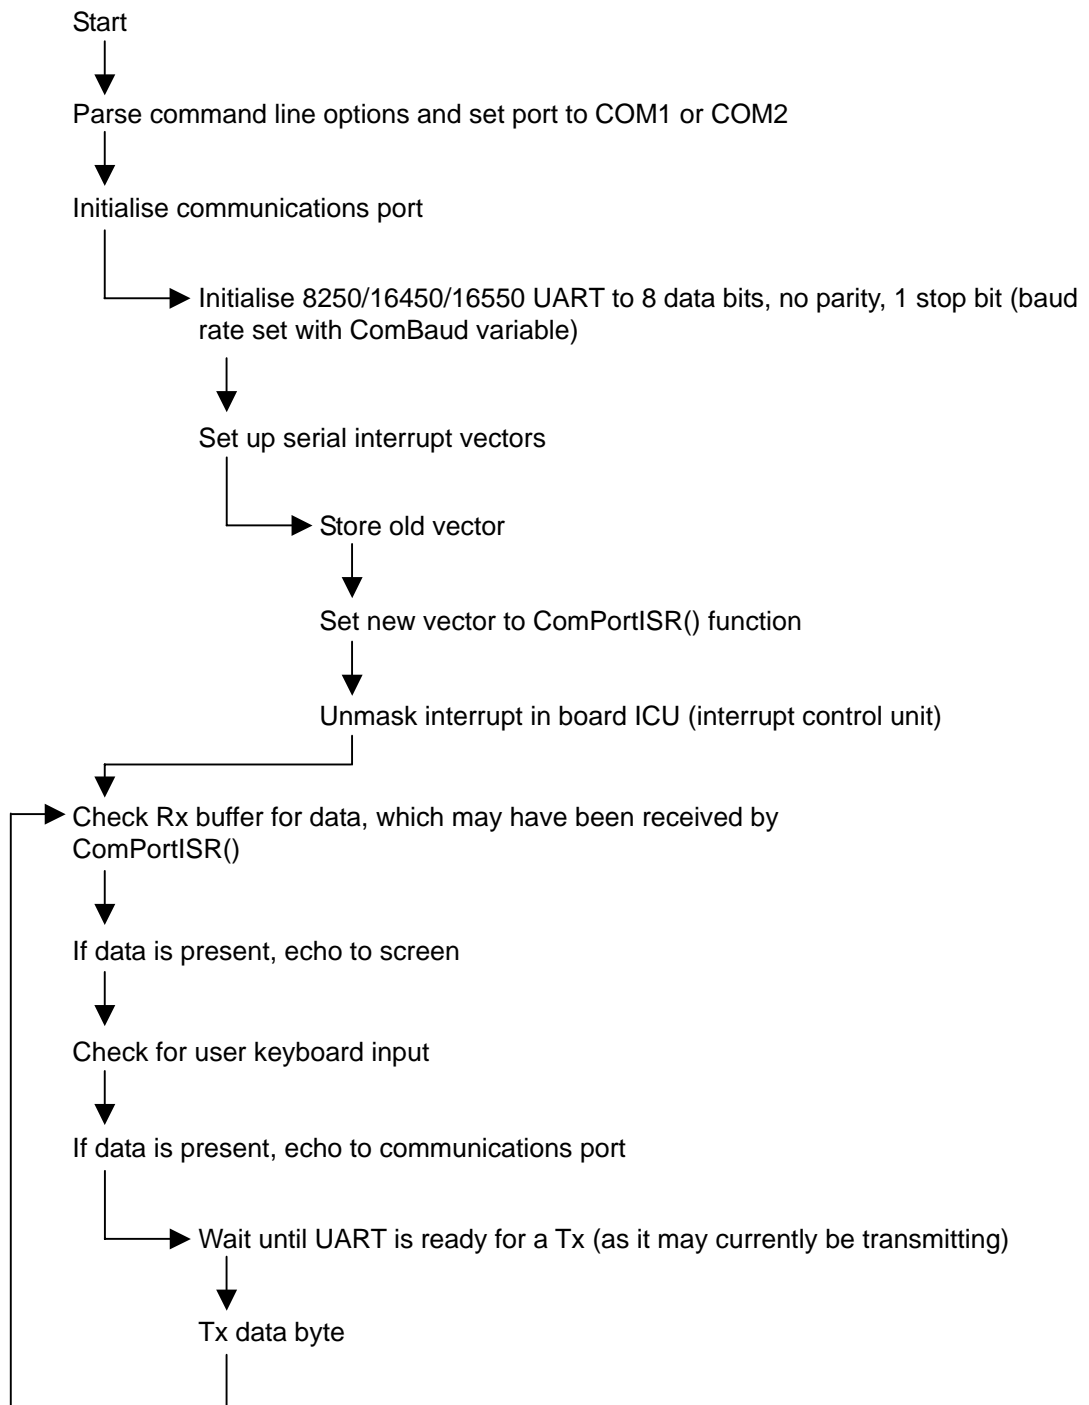 Start
Parse command line options and set port to COM1 or COM2
Initialise communications port
Initialise 8250/16450/16550 UART to 8 data bits, no parity, 1 stop bit (baud
rate set with ComBaud variable)
Set up serial interrupt vectors
Store old vector
Set new vector to ComPortISR() function
Unmask interrupt in board ICU (interrupt control unit)
Check Rx buffer for data, which may have been received by
ComPortISR()
If data is present, echo to screen
Check for user keyboard input
If data is present, echo to communications port
Wait until UART is ready for a Tx (as it may currently be transmitting)
Tx data byte